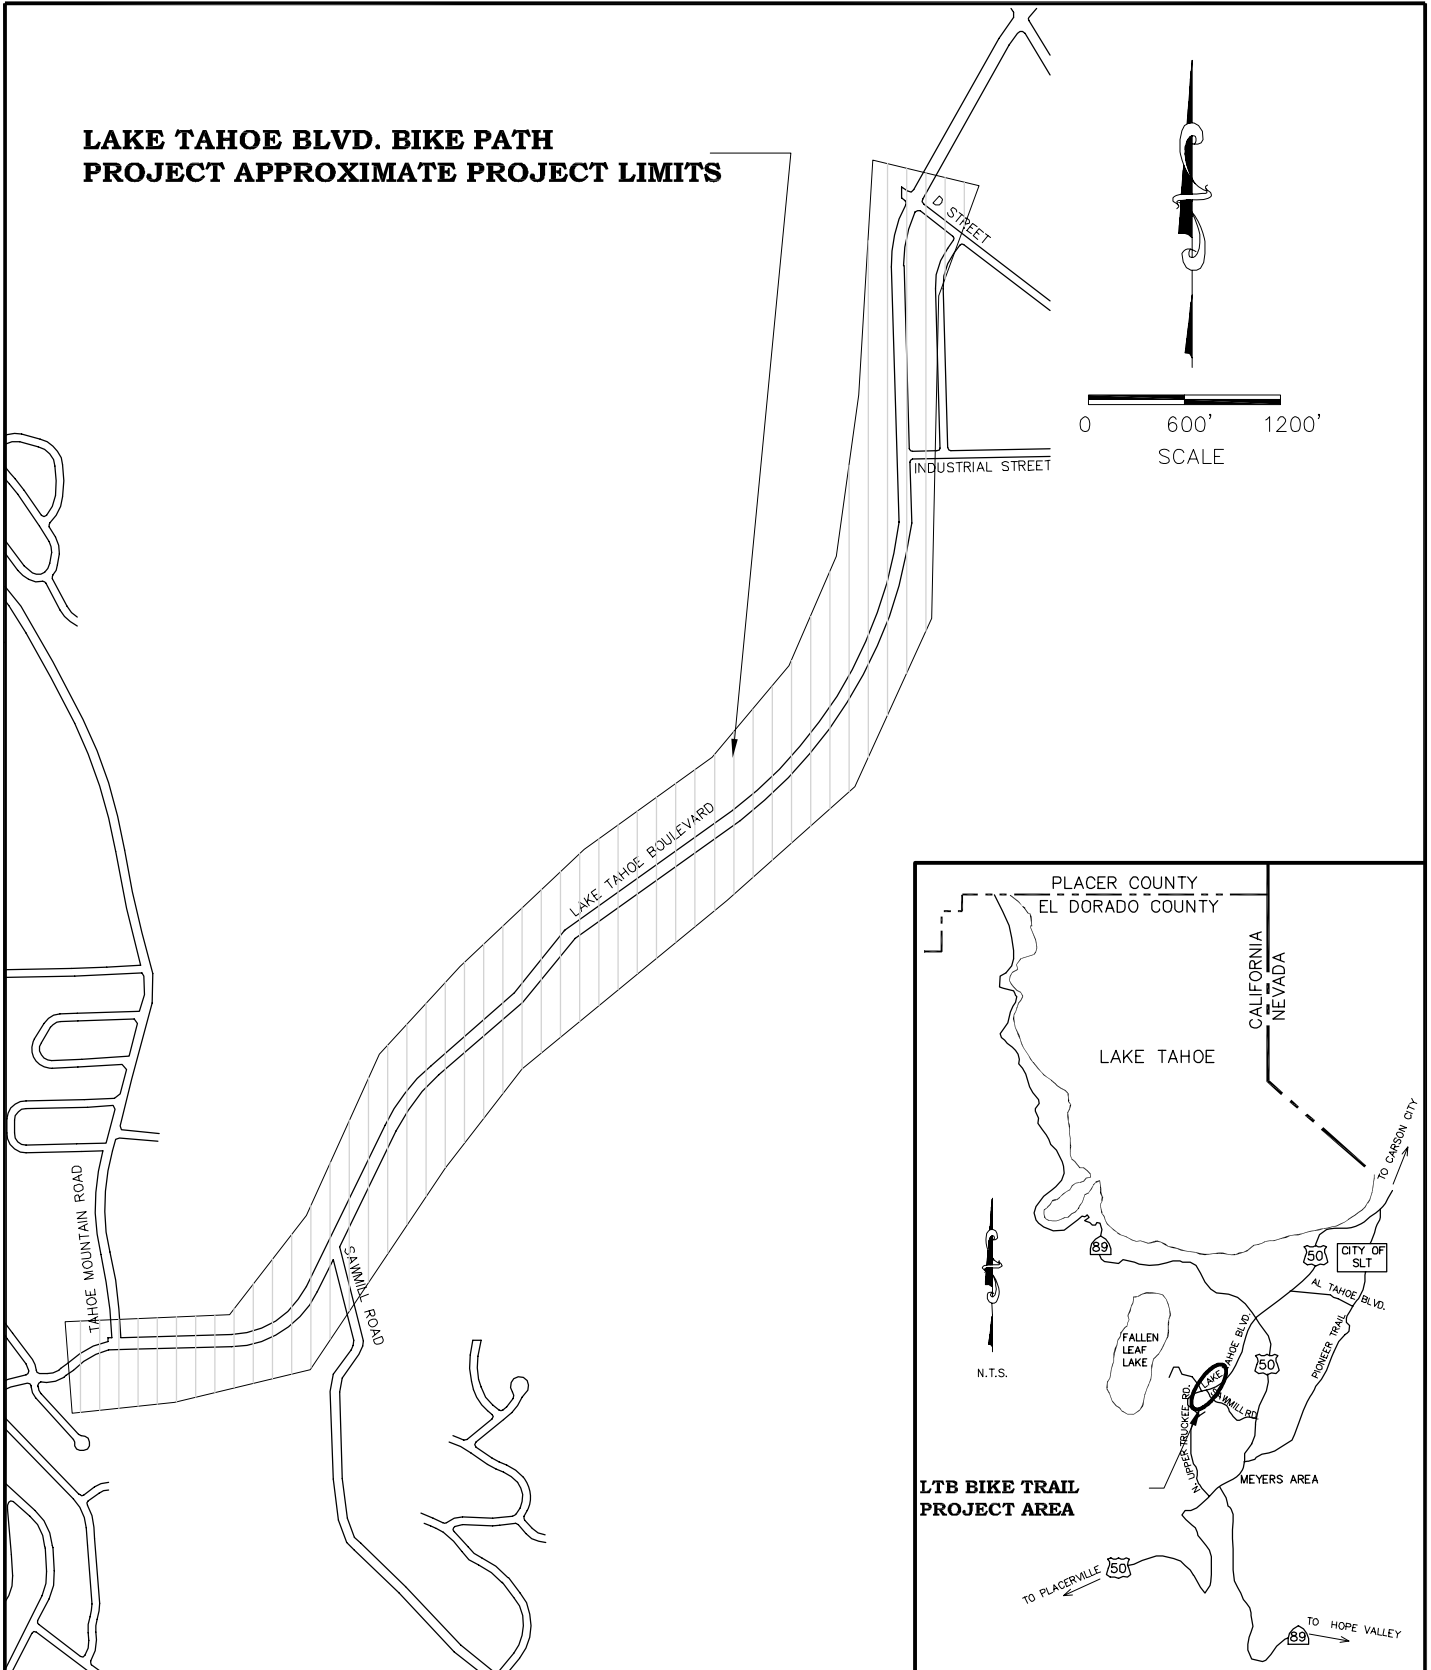 LAKE TAHOE BLVD. BIKE PATH
PROJECT APPROXIMATE PROJECT LIMITS
D STREET
INDUSTRIAL STREET
0 600' 1200'
SCALE
LAKE TAHOE BOULEVARD
TAHOE MOUNTAIN ROAD
SAWMILL ROAD
PLACER COUNTY
EL DORADO COUNTY
CALIFORNIA
NEVADA
LAKE TAHOE
TO CARSON CITY
89
50
CITY OF
SLT
AL TAHOE BLVD.
PIONEER TRAIL
FALLEN
LEAF
LAKE
LAKE TAHOE BLVD.
50
N.T.S.
SAWMILL RD.
N. UPPER TRUCKEE RD.
MEYERS AREA
LTB BIKE TRAIL
PROJECT AREA
50
TO PLACERVILLE
TO HOPE VALLEY
89